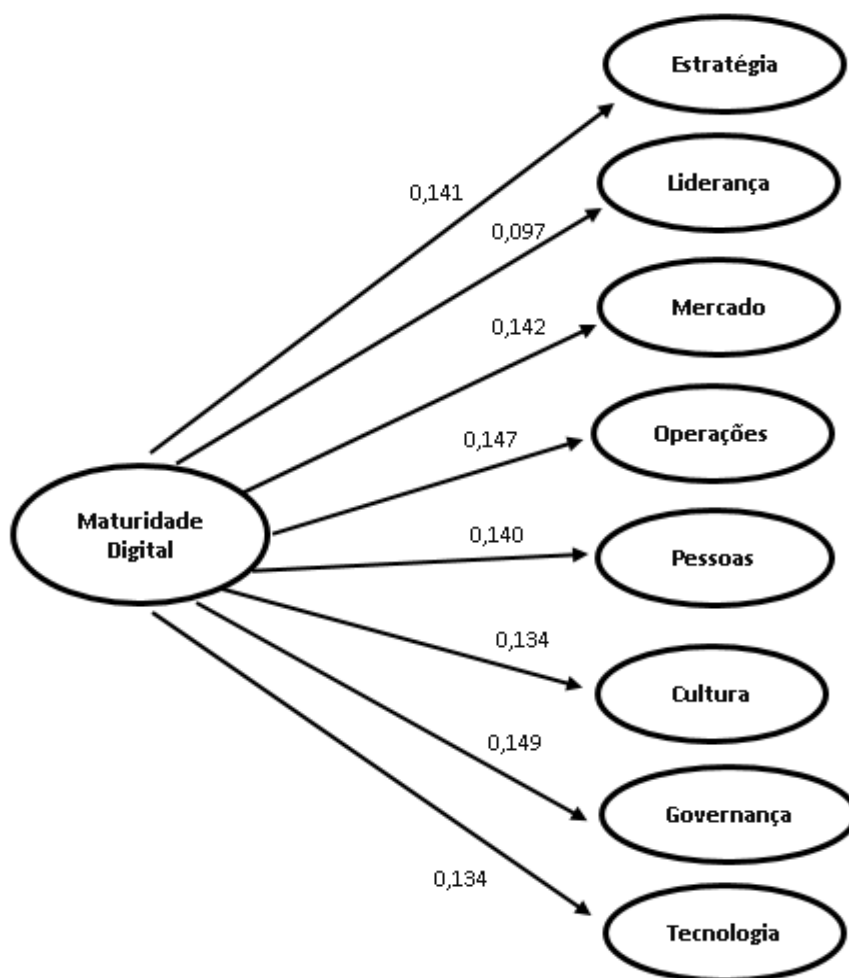 Estratégia
0,141
Liderança
0,097
Mercado
0,142
Operações
0,147
Maturidade
Digital
0,140
Pessoas
0,134
Cultura
0,149
Governança
0,134
Tecnologia